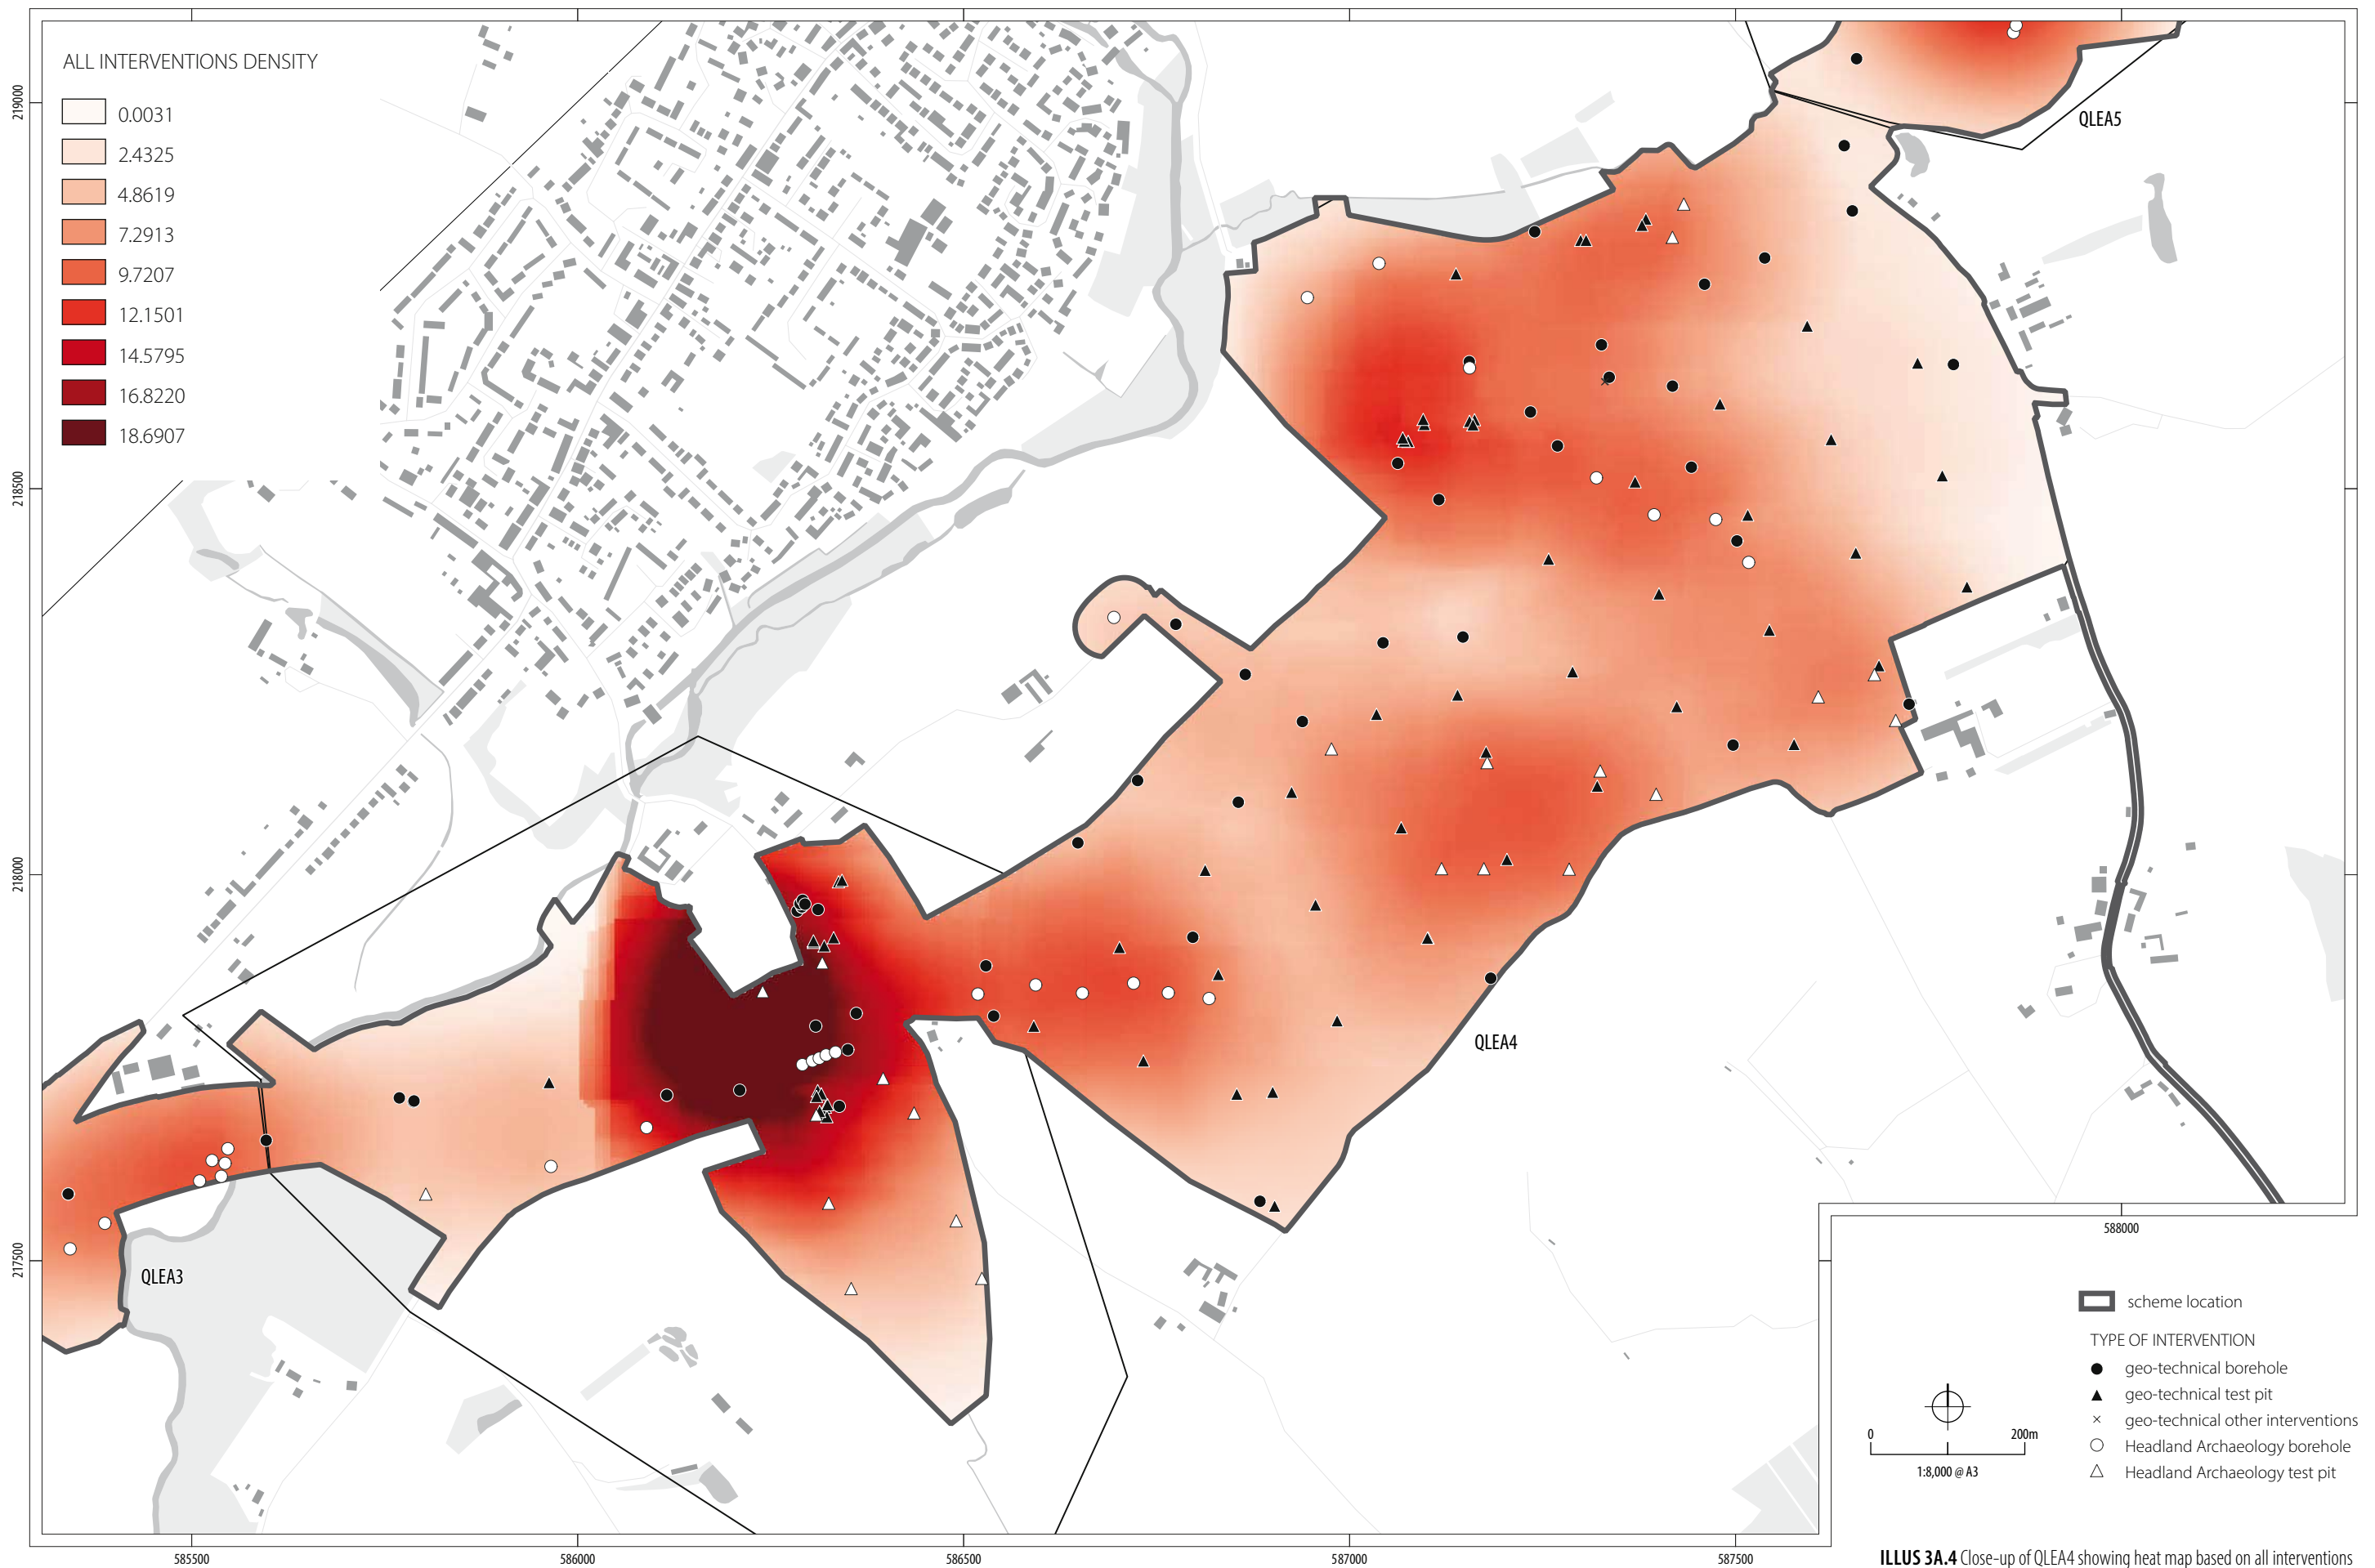 ALL INTERVENTIONS DENSITY
0.0031
2.4325
4.8619
7.2913
9.7207
12.1501
14.5795
16.8220
18.6907
219000
218500
218000
217500
QLEA5
QLEA4
QLEA3
588000
scheme location
TYPE OF INTERVENTION
geo-technical borehole
geo-technical test pit
geo-technical other interventions
Headland Archaeology borehole
Headland Archaeology test pit
0 200m
1:8,000 @ A3
585500 586000 586500 587000 587500
ILLUS 3A.4 Close-up of QLEA4 showing heat map based on all interventions